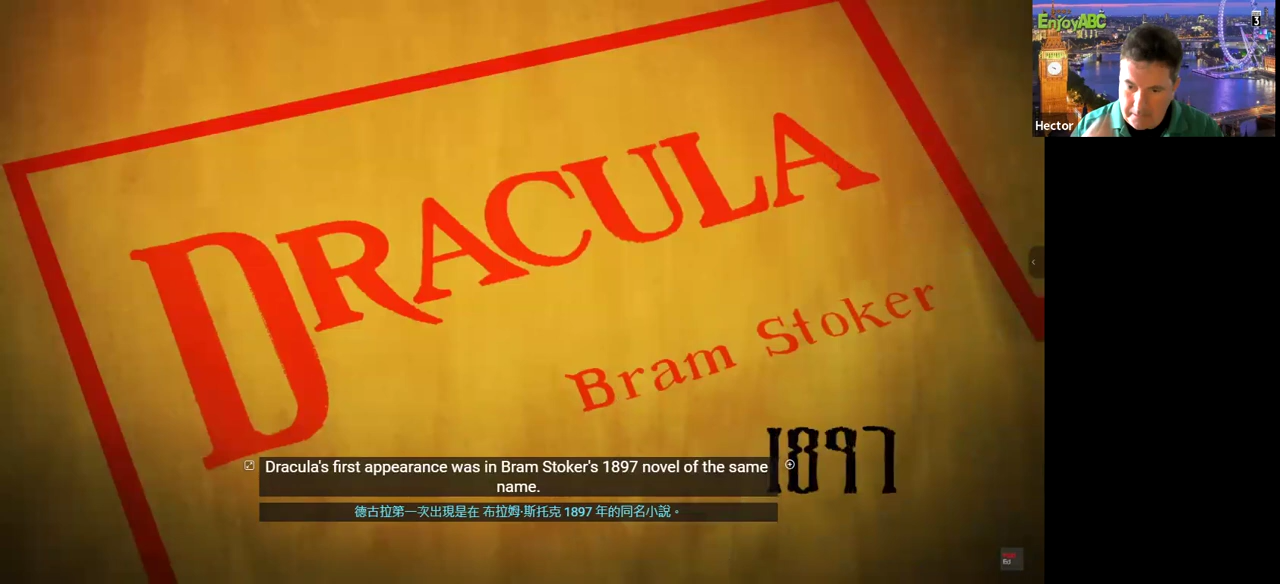 EnjoyABC
3
Hector
DRACULA
Bram Stoker
1897
Dracula's first appearance was in Bram Stoker's 1897 novel of the same
name.
德古拉第一次出現是在 布拉姆·斯托克 1897 年的同名小說。
Ed